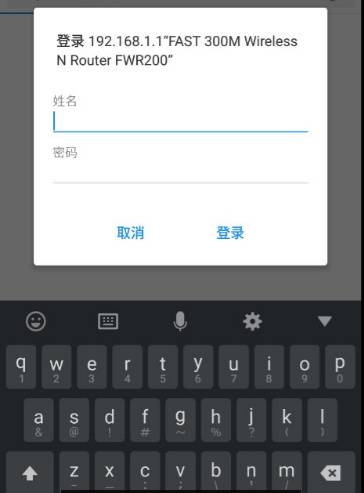 登录 192.168.1.1“FAST 300M Wireless
N Router FWR200”
姓名
密码
取消 登录
q w e r t y u i o p
1 2 3 4 5 6 7 8 9 0
a s d f g h j k l
& @ ! # ~ % ? * ( )
z x c v b n m